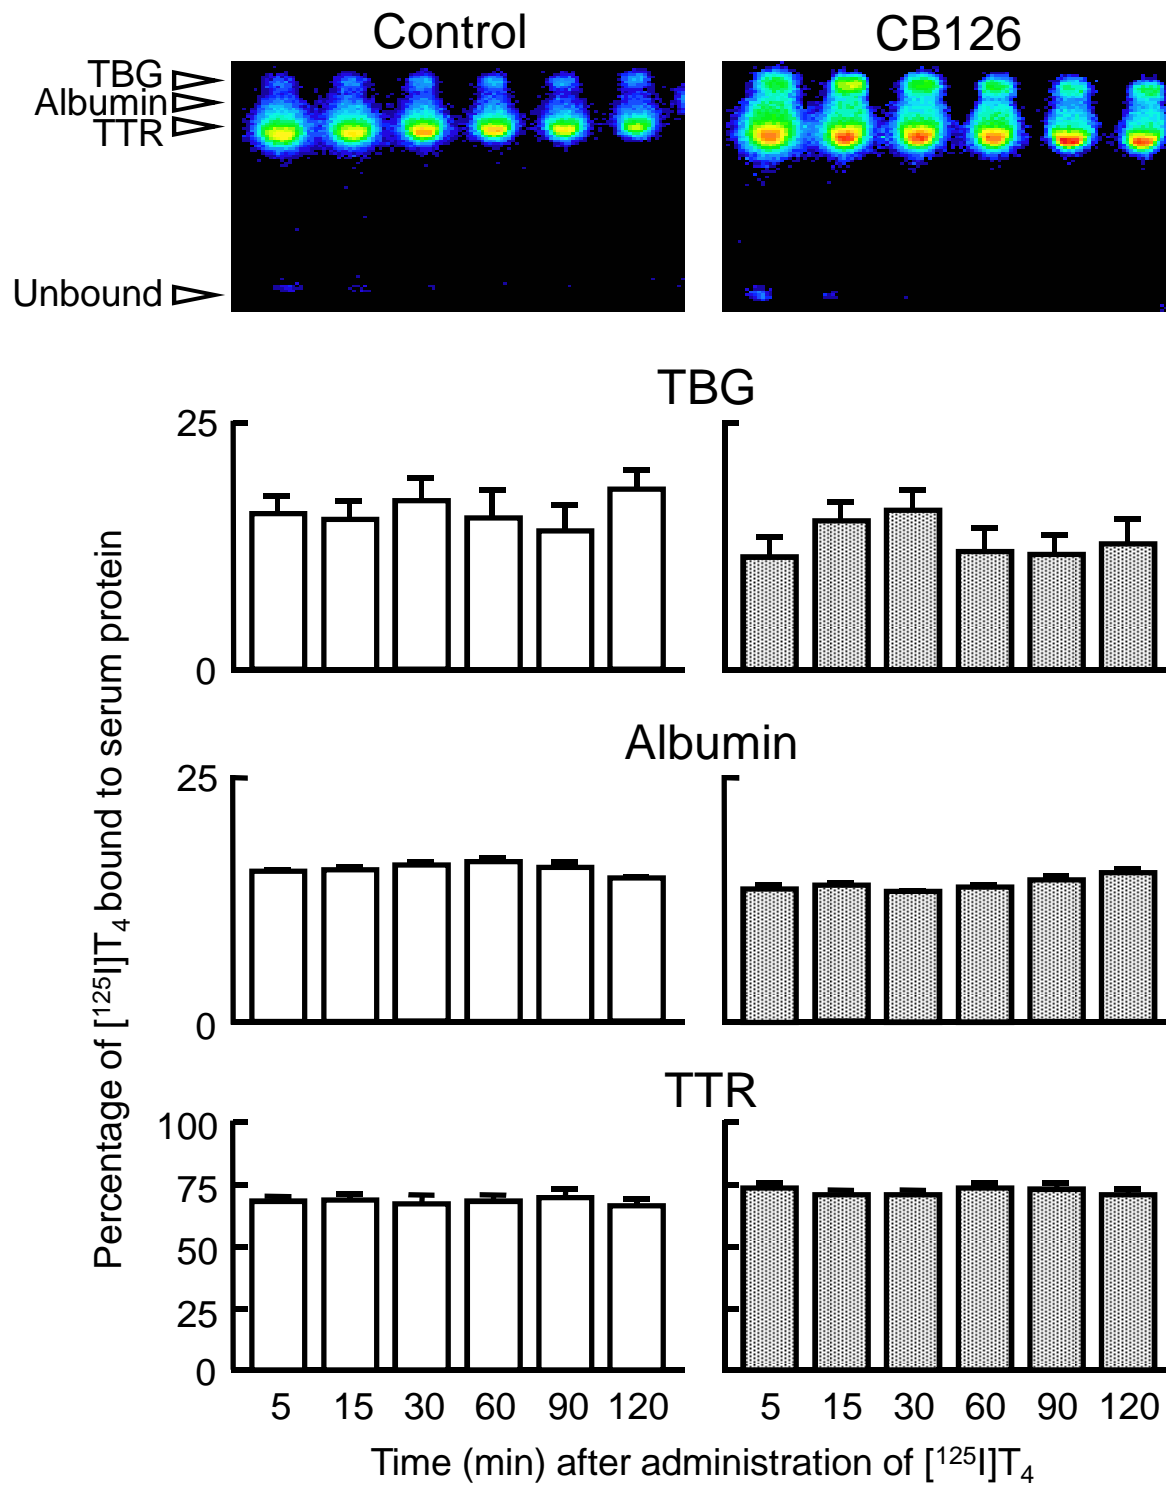 Control
CB126
TBG
Albumin
TTR
Unbound
Percentage of [¹²⁵I]T₄ bound to serum protein
TBG
25
0
Albumin
25
0
TTR
100
75
50
25
0
5 15 30 60 90 120
5 15 30 60 90 120
Time (min) after administration of [¹²⁵I]T₄